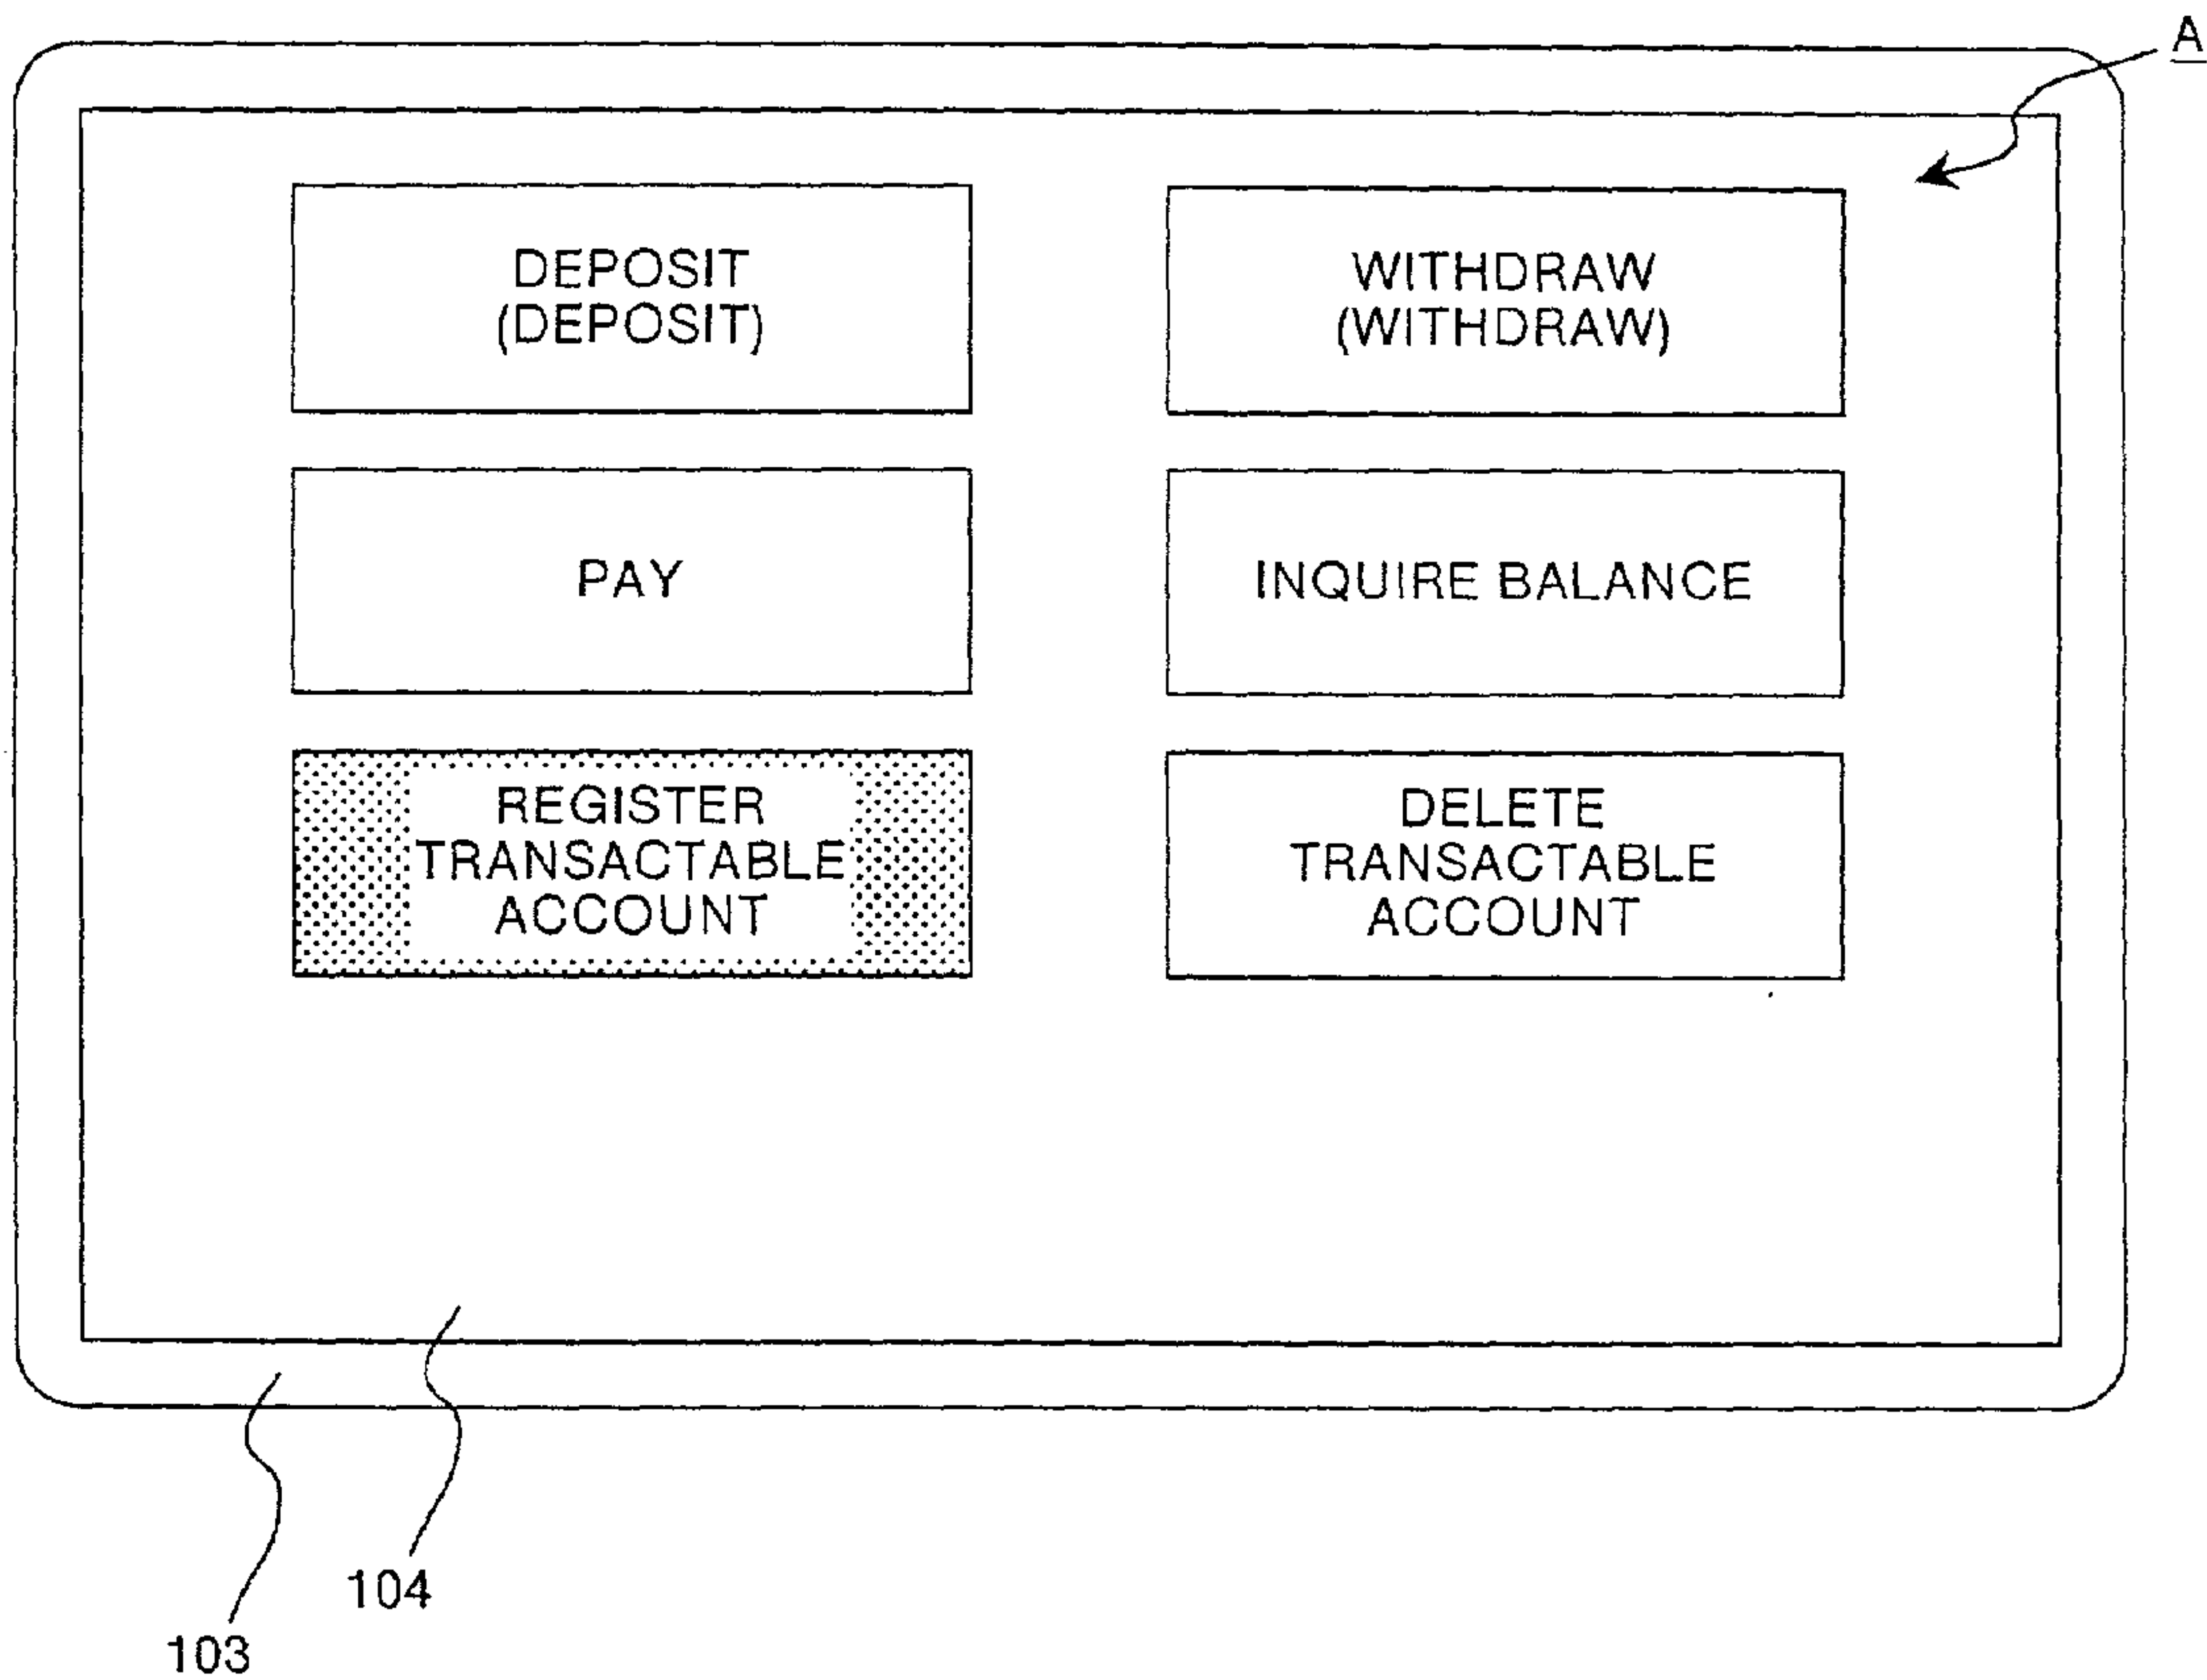 A
DEPOSIT
(DEPOSIT)
WITHDRAW
(WITHDRAW)
PAY
INQUIRE BALANCE
REGISTER
TRANSACTABLE
ACCOUNT
DELETE
TRANSACTABLE
ACCOUNT
104
103